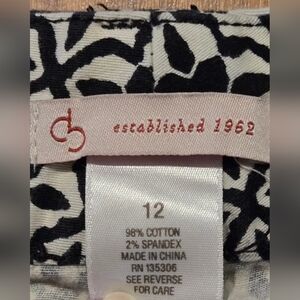 established 1962
12
98% COTTON
2% SPANDEX
MADE IN CHINA
RN 135306
SEE REVERSE
FOR CARE